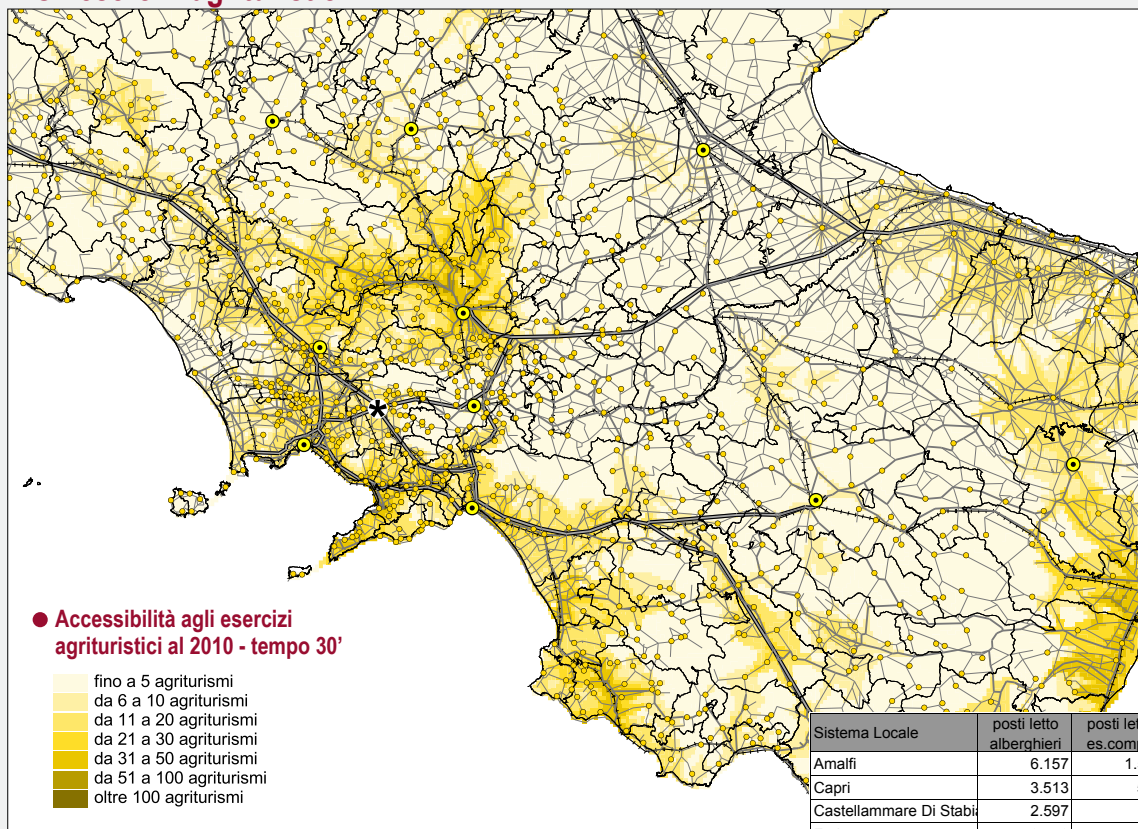 ● Accessibilità agli esercizi
agrituristici al 2010 - tempo 30'
fino a 5 agriturismi
da 6 a 10 agriturismi
da 11 a 20 agriturismi
da 21 a 30 agriturismi
da 31 a 50 agriturismi
da 51 a 100 agriturismi
oltre 100 agriturismi
*
Sistema Locale posti letto alberghieri posti
Amalfi 6.157
Capri 3.513
Castellammare Di Stabia 2.597